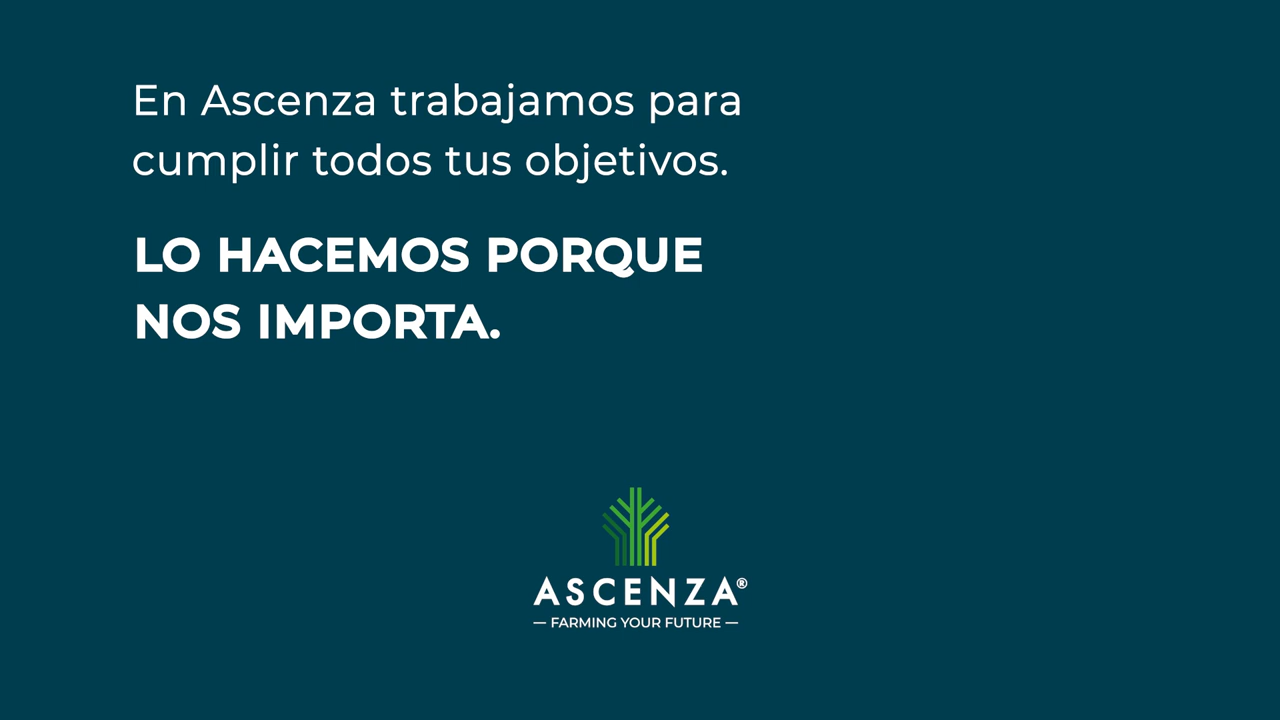 En Ascenza trabajamos para
cumplir todos tus objetivos.
LO HACEMOS PORQUE
NOS IMPORTA.
ASCENZA®
— FARMING YOUR FUTURE —